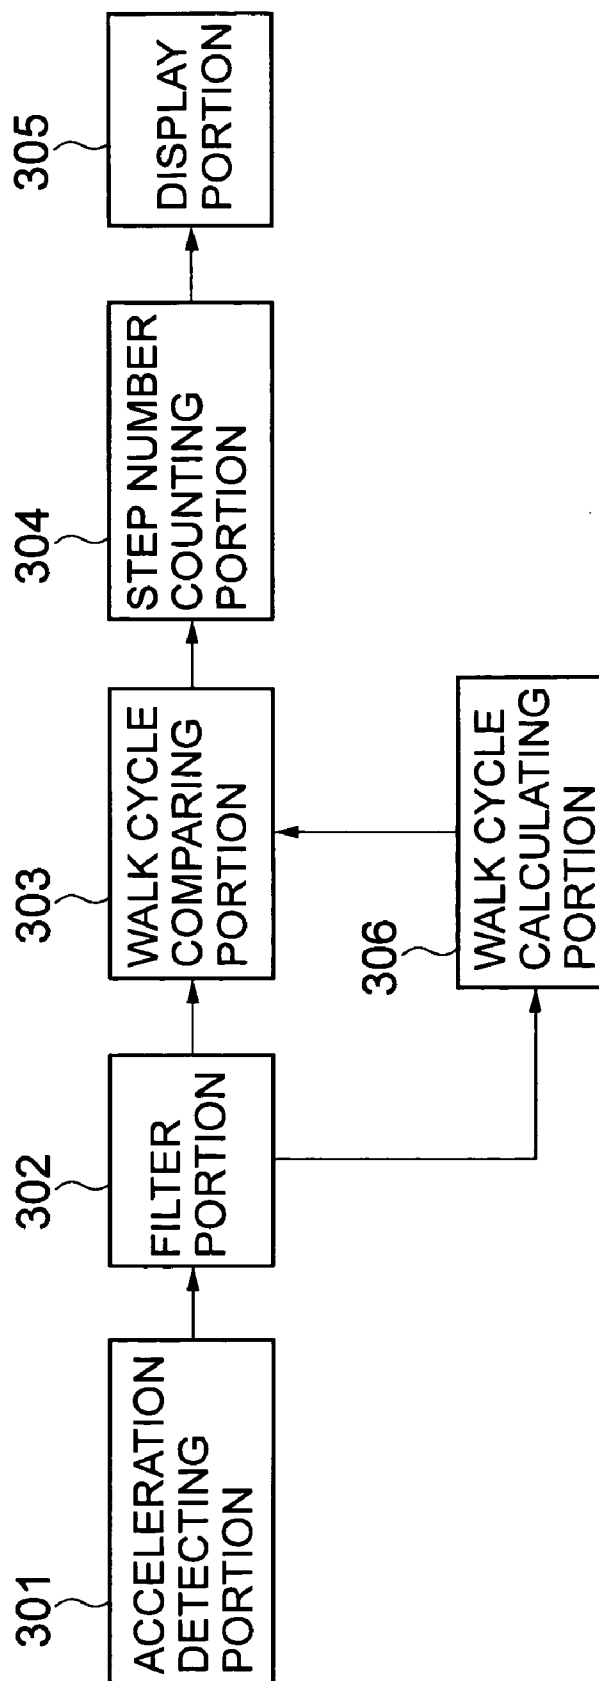 301
ACCELERATION
DETECTING
PORTION
302
FILTER
PORTION
303
WALK CYCLE
COMPARING
PORTION
304
STEP NUMBER
COUNTING
PORTION
305
DISPLAY
PORTION
306
WALK CYCLE
CALCULATING
PORTION